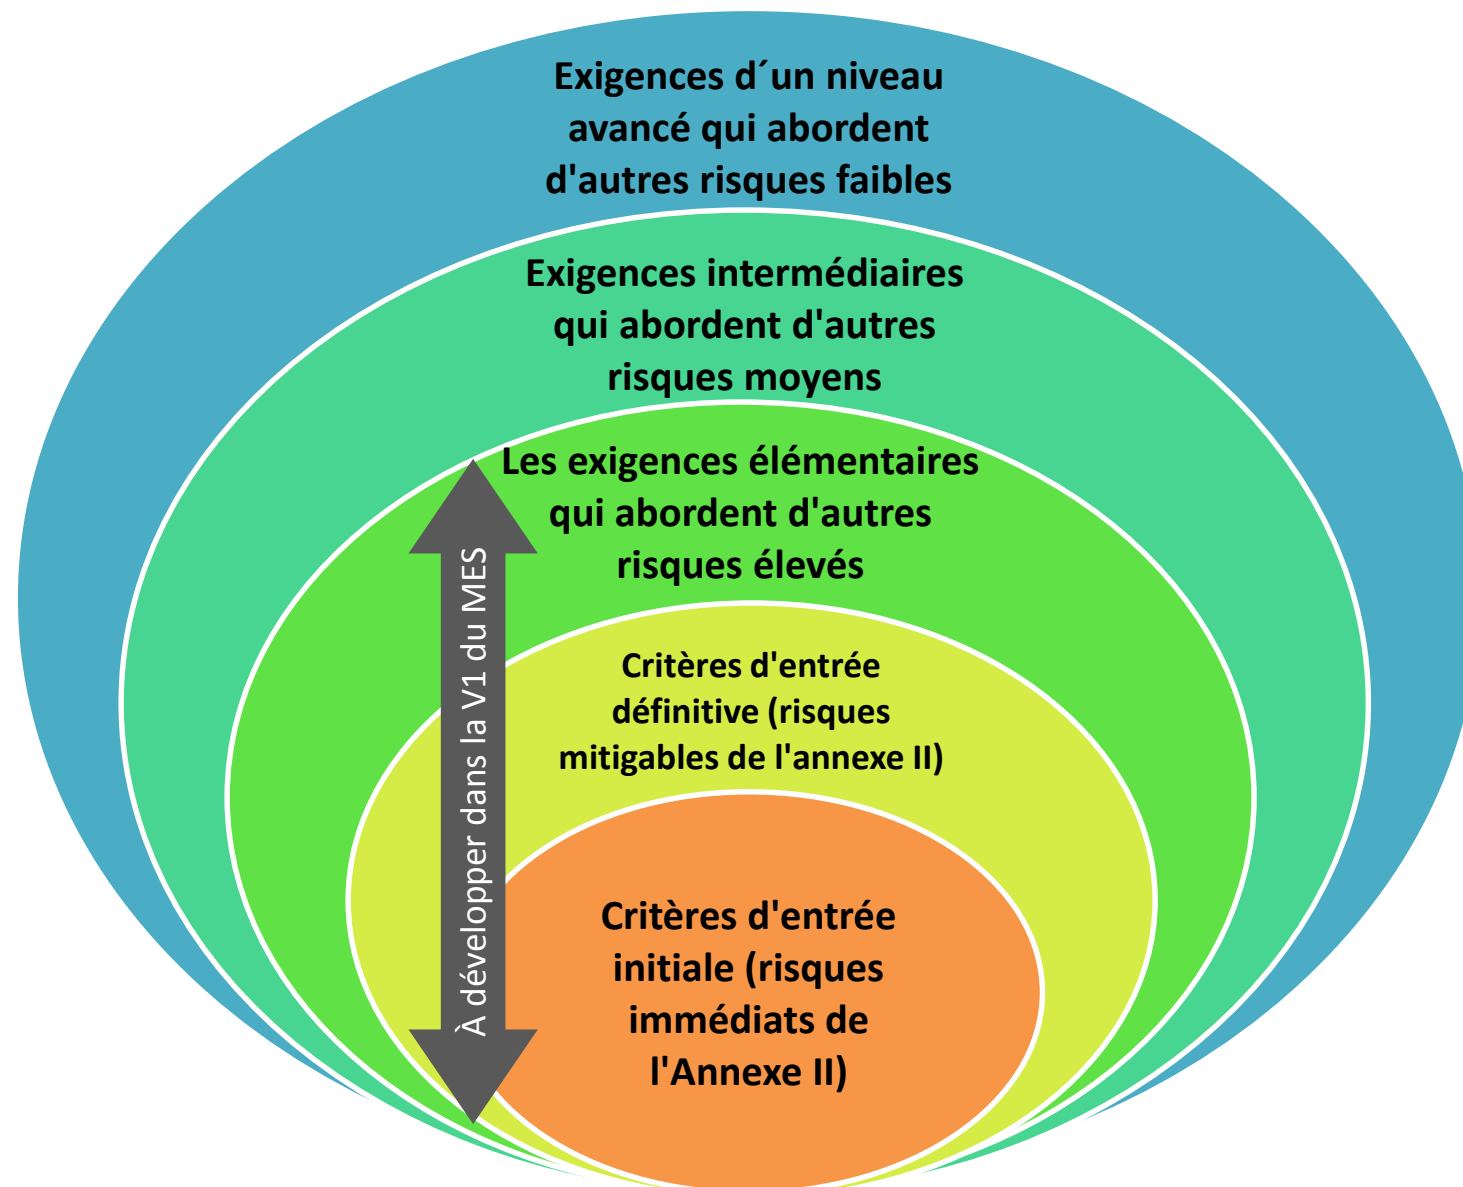 Exigences d´un niveau
avancé qui abordent
d'autres risques faibles
Exigences intermédiaires
qui abordent d'autres
risques moyens
Les exigences élémentaires
qui abordent d'autres
risques élevés
Critères d'entrée
définitive (risques
mitigables de l'annexe II)
Critères d'entrée
initiale (risques
immédiats de
l'Annexe II)
À développer dans la V1 du MES